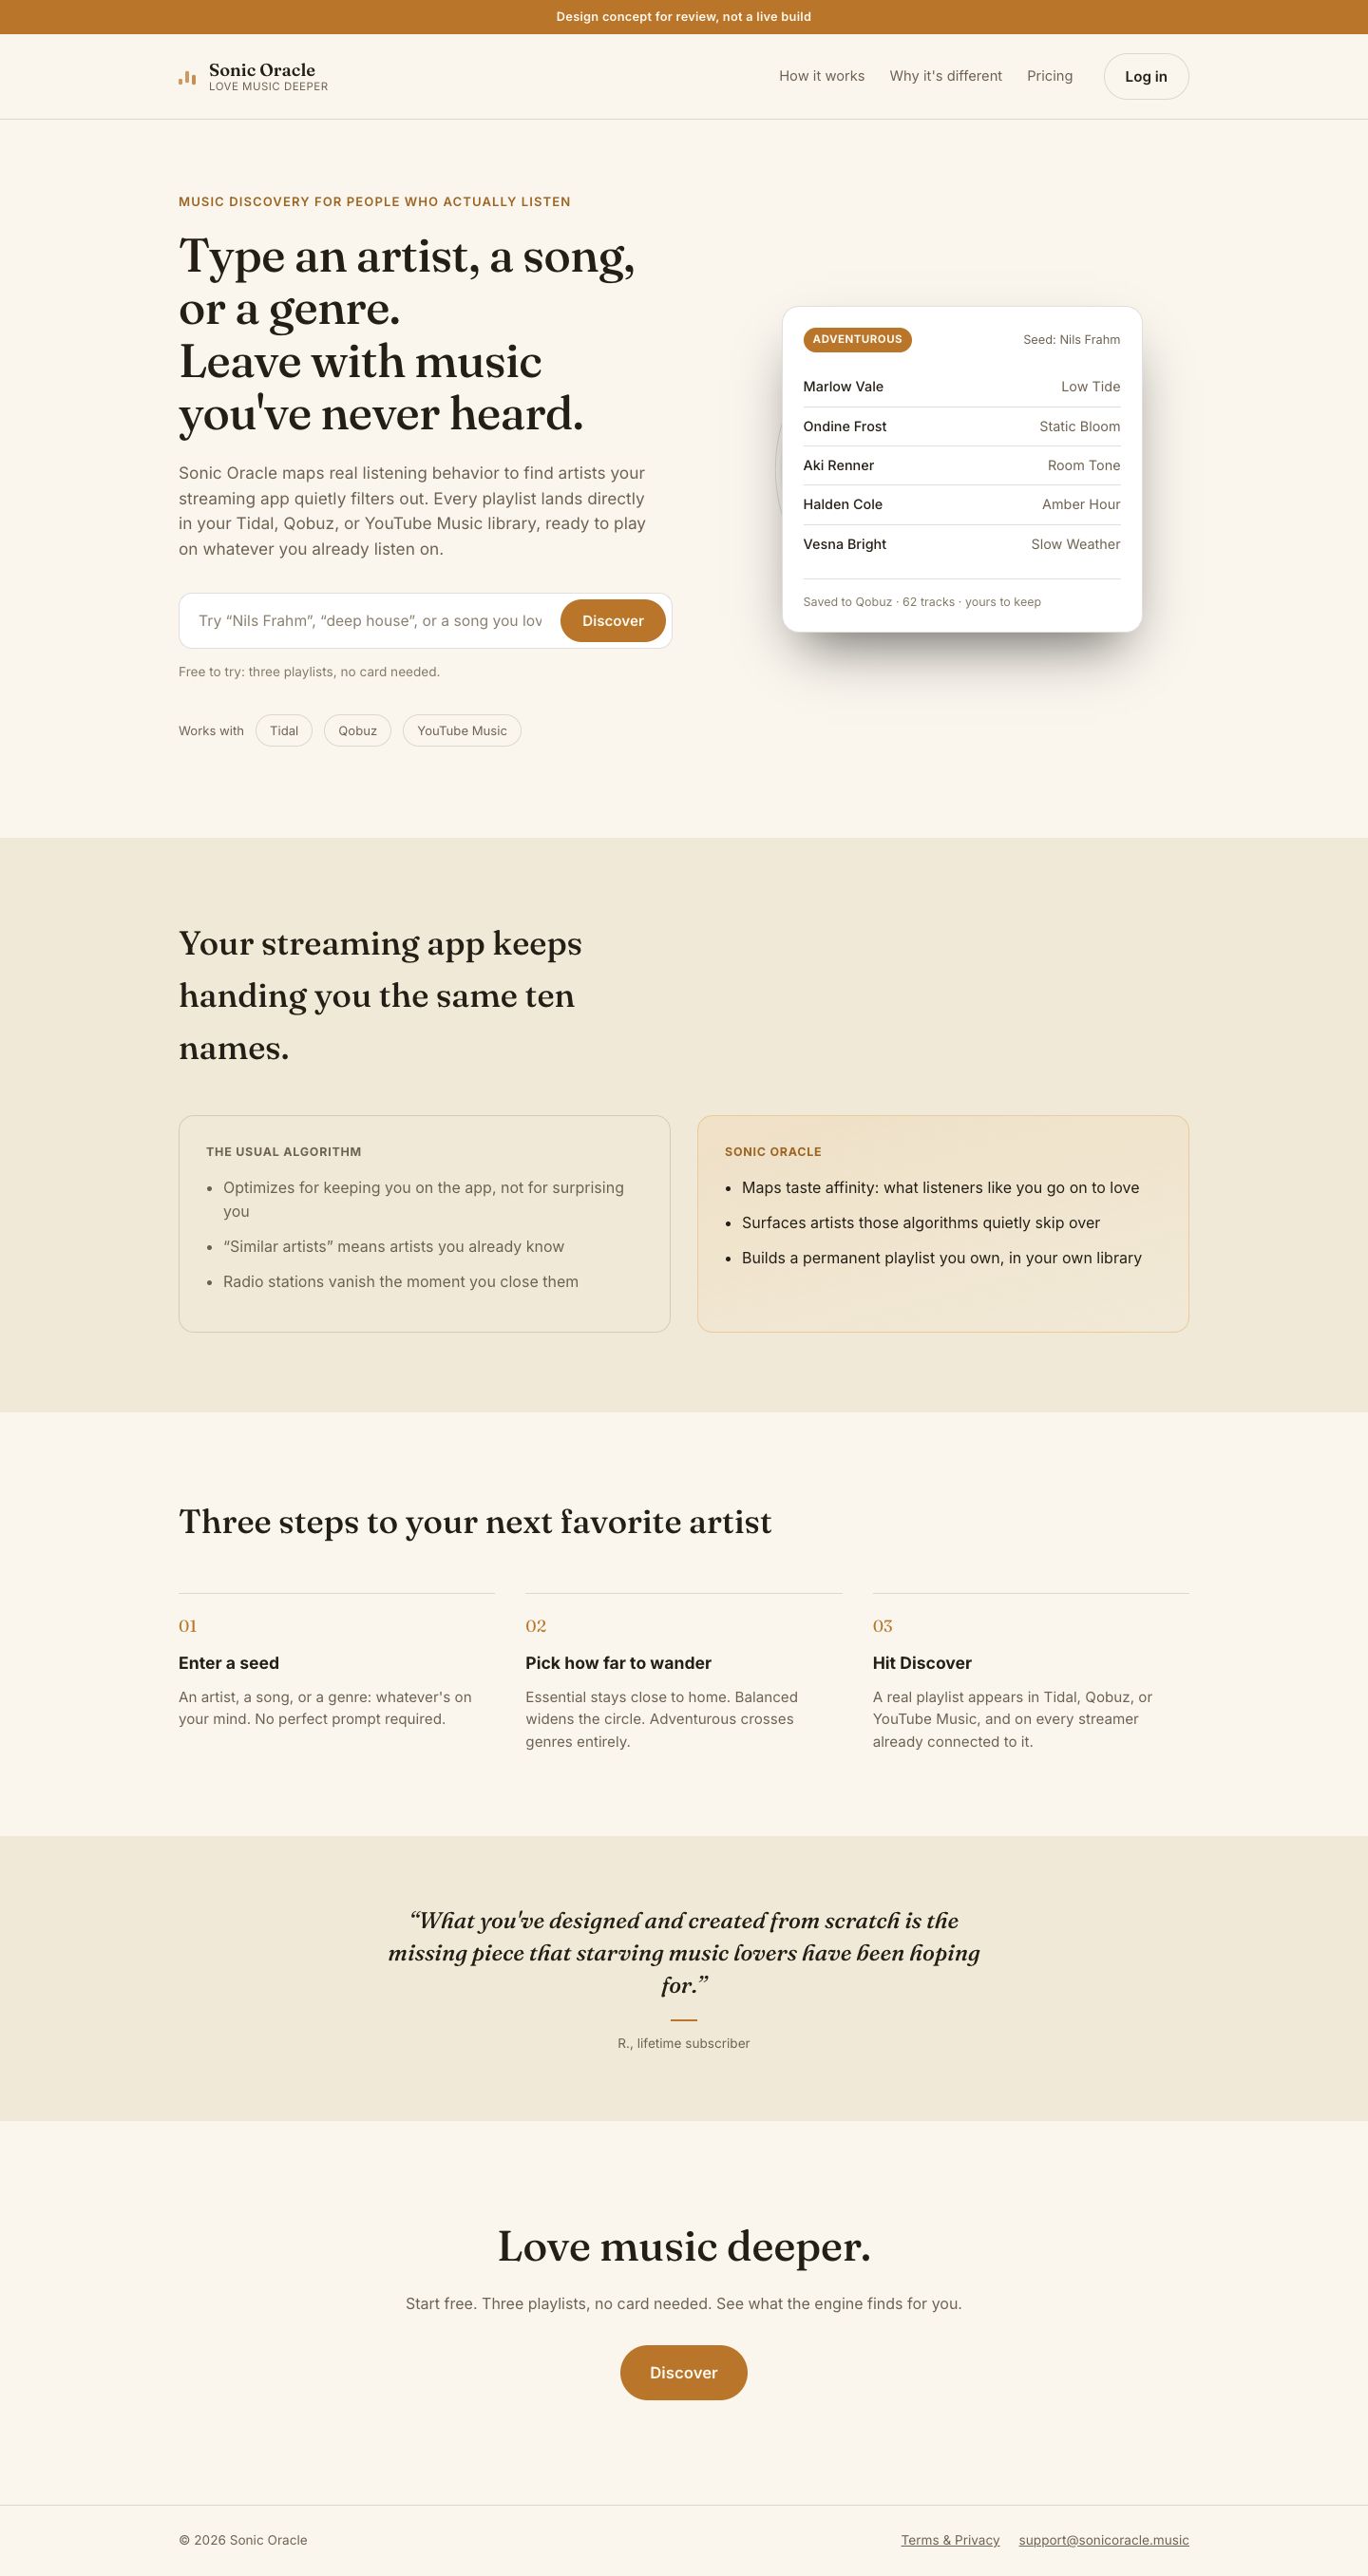 Design concept for review, not a live build
Sonic Oracle
LOVE MUSIC DEEPER
How it works
Why it's different
Pricing
Log in
MUSIC DISCOVERY FOR PEOPLE WHO ACTUALLY LISTEN
Type an artist, a song,
or a genre.
Leave with music
you've never heard.
Sonic Oracle maps real listening behavior to find artists your
streaming app quietly filters out. Every playlist lands directly
in your Tidal, Qobuz, or YouTube Music library, ready to play
on whatever you already listen on.
Try “Nils Frahm”, “deep house”, or a song you lov
Discover
Free to try: three playlists, no card needed.
Works with
Tidal
Qobuz
YouTube Music
ADVENTUROUS
Seed: Nils Frahm
Marlow Vale
Low Tide
Ondine Frost
Static Bloom
Aki Renner
Room Tone
Halden Cole
Amber Hour
Vesna Bright
Slow Weather
Saved to Qobuz · 62 tracks · yours to keep
Your streaming app keeps
handing you the same ten
names.
THE USUAL ALGORITHM
• Optimizes for keeping you on the app, not for surprising
you
• “Similar artists” means artists you already know
• Radio stations vanish the moment you close them
SONIC ORACLE
• Maps taste affinity: what listeners like you go on to love
• Surfaces artists those algorithms quietly skip over
• Builds a permanent playlist you own, in your own library
Three steps to your next favorite artist
01
Enter a seed
An artist, a song, or a genre: whatever's on
your mind. No perfect prompt required.
02
Pick how far to wander
Essential stays close to home. Balanced
widens the circle. Adventurous crosses
genres entirely.
03
Hit Discover
A real playlist appears in Tidal, Qobuz, or
YouTube Music, and on every streamer
already connected to it.
“What you've designed and created from scratch is the
missing piece that starving music lovers have been hoping
for.”
R., lifetime subscriber
Love music deeper.
Start free. Three playlists, no card needed. See what the engine finds for you.
Discover
© 2026 Sonic Oracle
Terms & Privacy
support@sonicoracle.music